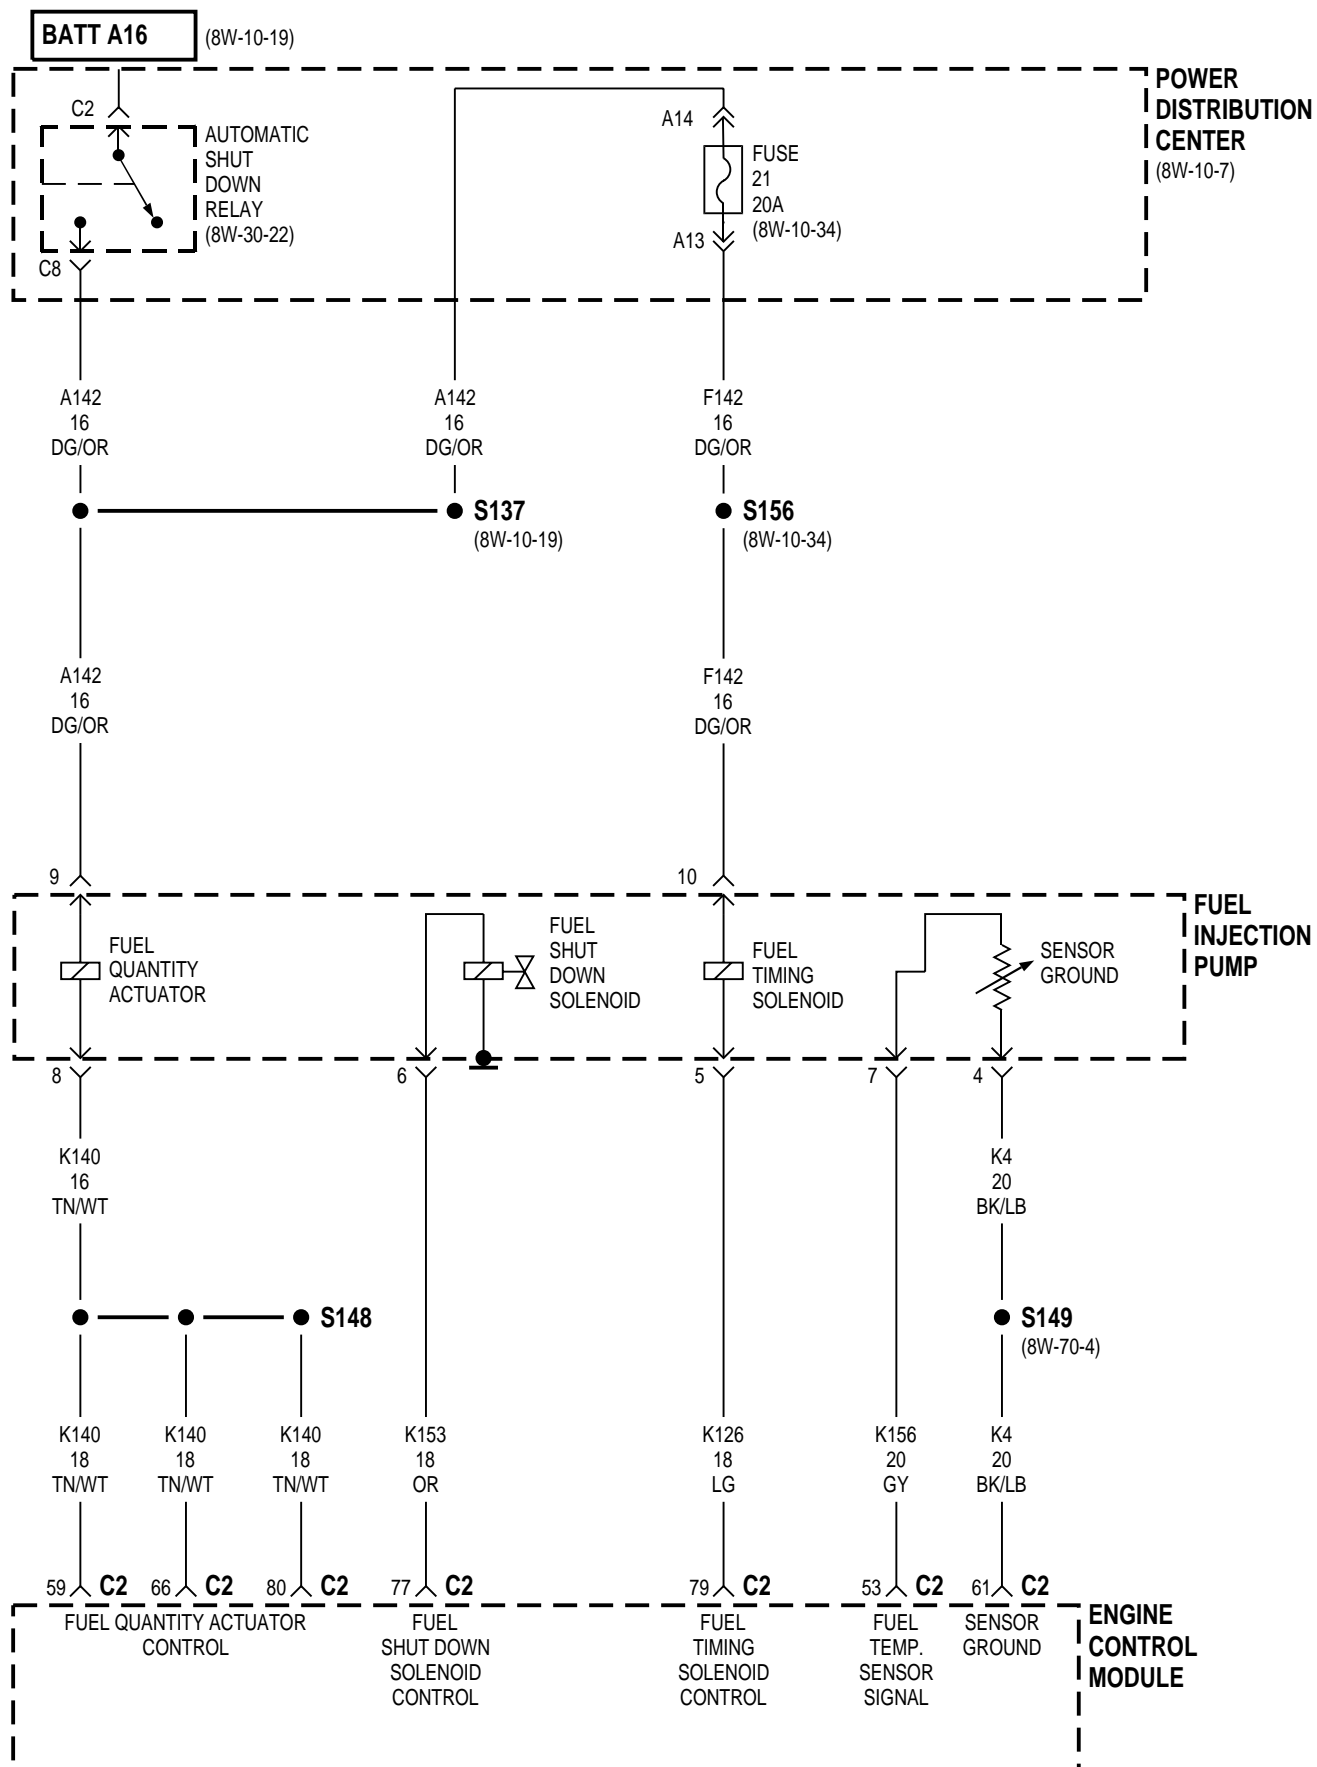 BATT A16
(8W-10-19)
POWER
DISTRIBUTION
CENTER
(8W-10-7)
C2
AUTOMATIC
SHUT
DOWN
RELAY
(8W-30-22)
C8
A14
FUSE
21
20A
(8W-10-34)
A13
A142
16
DG/OR
A142
16
DG/OR
F142
16
DG/OR
S137
(8W-10-19)
S156
(8W-10-34)
A142
16
DG/OR
F142
16
DG/OR
9
10
FUEL
INJECTION
PUMP
FUEL
QUANTITY
ACTUATOR
FUEL
SHUT
DOWN
SOLENOID
FUEL
TIMING
SOLENOID
SENSOR
GROUND
8
6
5
7
4
K140
16
TN/WT
K4
20
BK/LB
S148
S149
(8W-70-4)
K140
18
TN/WT
K140
18
TN/WT
K140
18
TN/WT
K153
18
OR
K126
18
LG
K156
20
GY
K4
20
BK/LB
59 C2
66 C2
80 C2
77 C2
79 C2
53 C2
61 C2
FUEL QUANTITY ACTUATOR
CONTROL
FUEL
SHUT DOWN
SOLENOID
CONTROL
FUEL
TIMING
SOLENOID
CONTROL
FUEL
TEMP.
SENSOR
SIGNAL
SENSOR
GROUND
ENGINE
CONTROL
MODULE